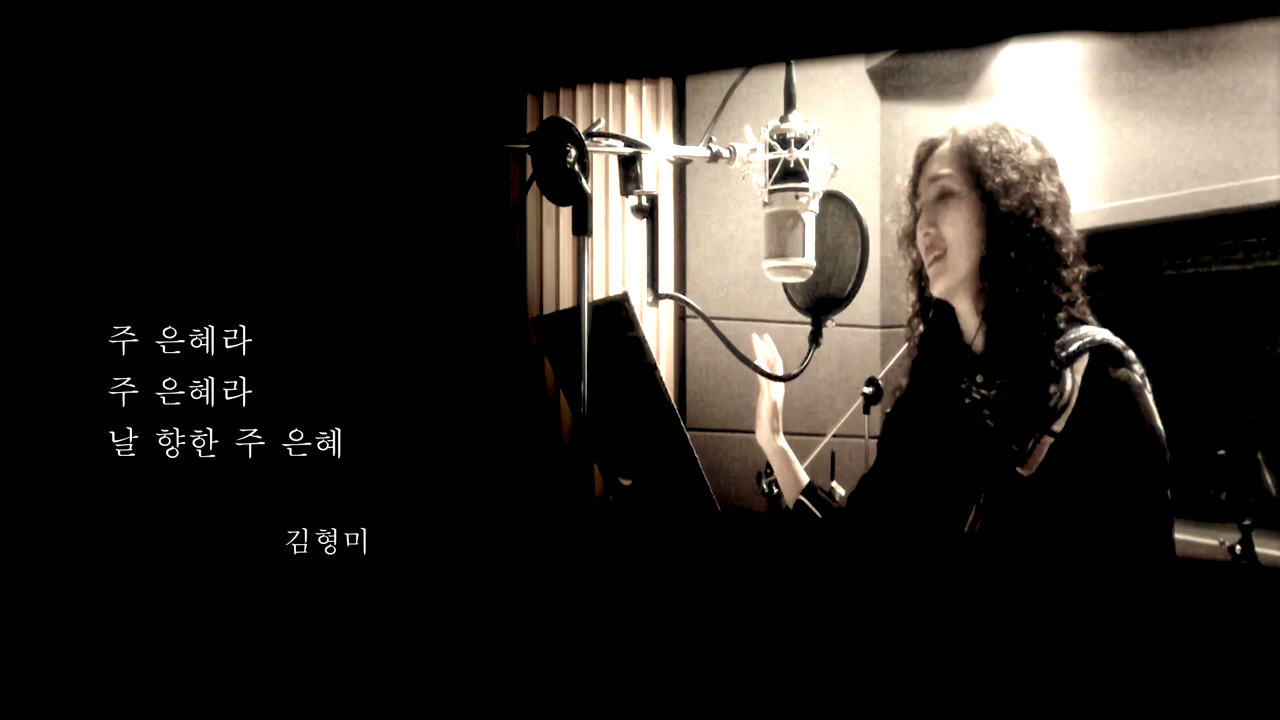 주 은혜라
주 은혜라
날 향한 주 은혜
김형미